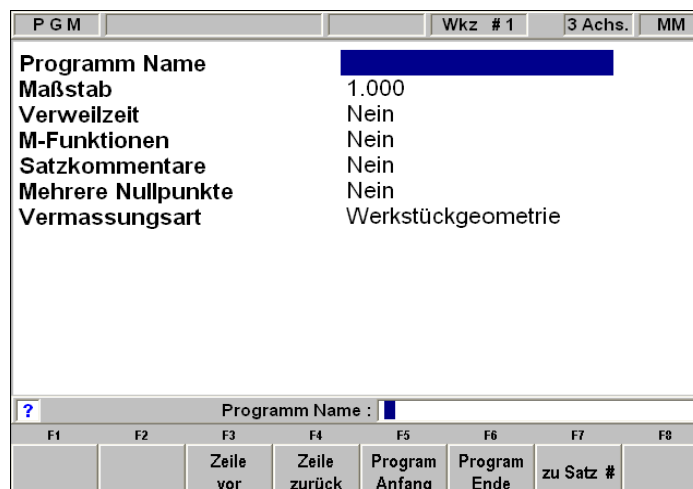 P G M Wkz # 1 3 Achs. MM
Programm Name
Maßstab 1.000
Verweilzeit Nein
M-Funktionen Nein
Satzkommentare Nein
Mehrere Nullpunkte Nein
Vermassungsart Werkstückgeometrie
? Programm Name :
F1 F2 F3 F4 F5 F6 F7 F8
Zeile vor Zeile zurück Program Anfang Program Ende zu Satz #